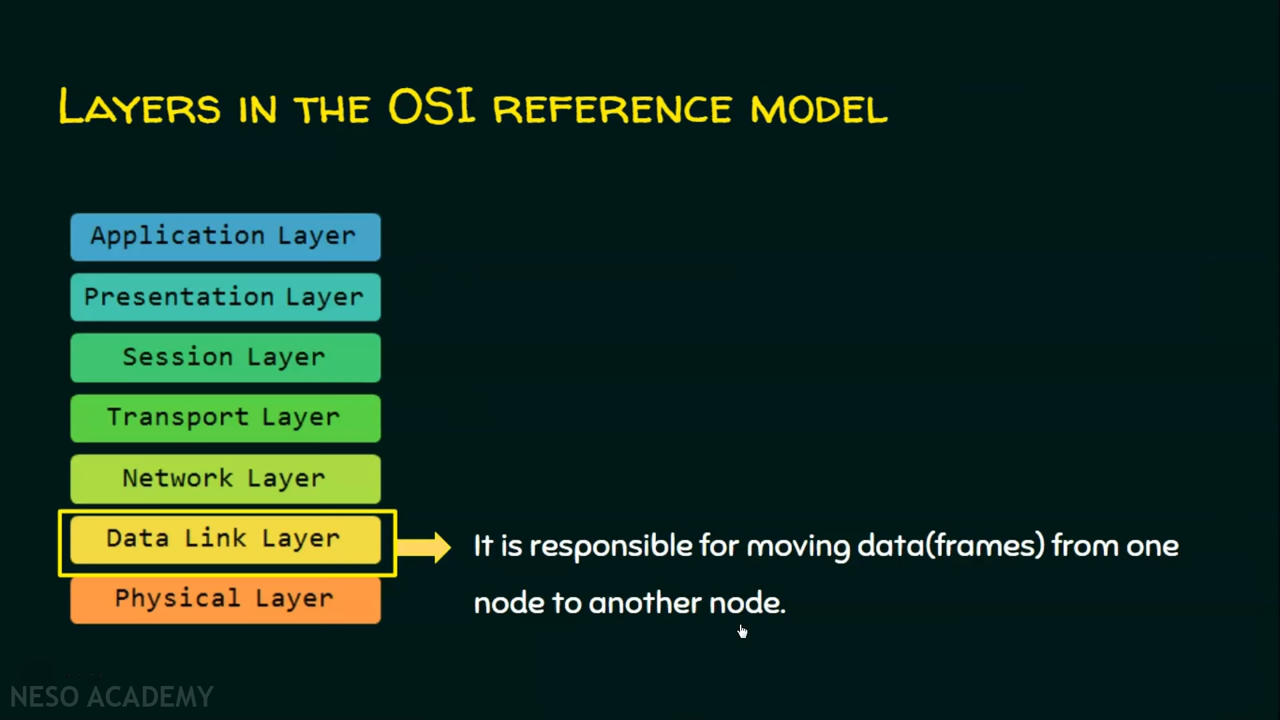 LAYERS IN THE OSI REFERENCE MODEL
Application Layer
Presentation Layer
Session Layer
Transport Layer
Network Layer
Data Link Layer
It is responsible for moving data(frames) from one
node to another node.
Physical Layer
NESO ACADEMY